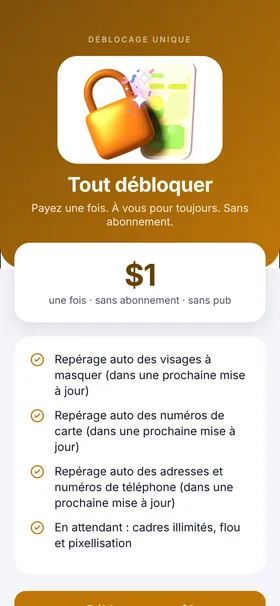 DÉBLOCAGE UNIQUE
Tout débloquer
Payez une fois. À vous pour toujours. Sans
abonnement.
$1
une fois · sans abonnement · sans pub
Repérage auto des visages à
masquer (dans une prochaine mise
à jour)
Repérage auto des numéros de
carte (dans une prochaine mise à
jour)
Repérage auto des adresses et
numéros de téléphone (dans une
prochaine mise à jour)
En attendant : cadres illimités, flou
et pixellisation